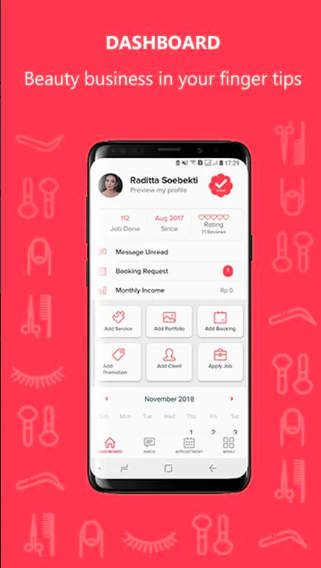 DASHBOARD
Beauty business in your finger tips
17:29
Raditta Soebekti
Preview my profile
112
Job Done
Aug 2017
Since
Rating
71 Reviews
Message Unread
Booking Request
1
Monthly Income
Rp 0
Add Service
Add Portfolio
Add Booking
Add Promotion
Add Client
Apply Job
November 2018
Sun Mon Tue Wed Thu Fri Sat
1 2 3
DASHBOARD
INBOX
APPOINTMENT
MENU